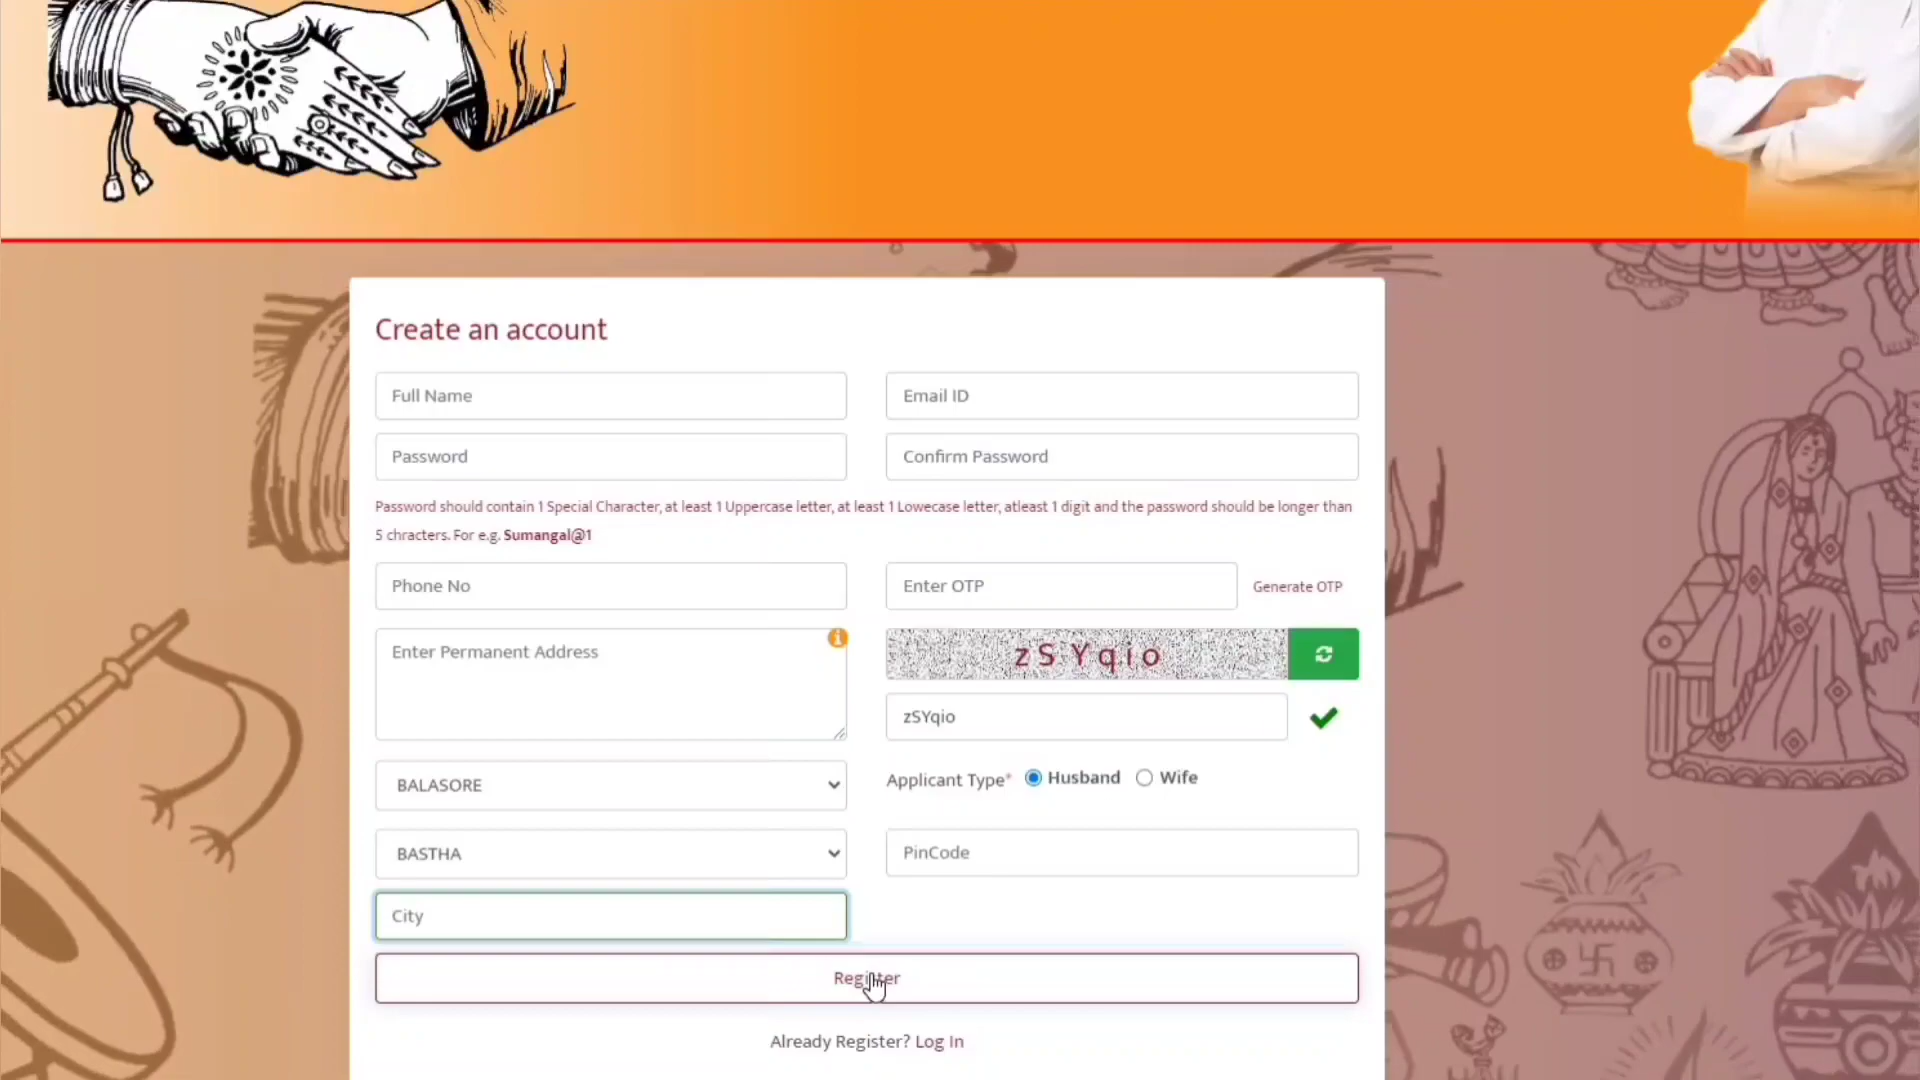 Create an account
Full Name
Email ID
Password
Confirm Password
Password should contain 1 Special Character, at least 1 Uppercase letter, at least 1 Lowecase letter, atleast 1 digit and the password should be longer than
5 chracters. For e.g. Sumangal@1
Phone No
Enter OTP
Generate OTP
Enter Permanent Address
zSYqio
zSYqio
BALASORE
Applicant Type* Husband Wife
BASTHA
PinCode
City
Register
Already Register? Log In